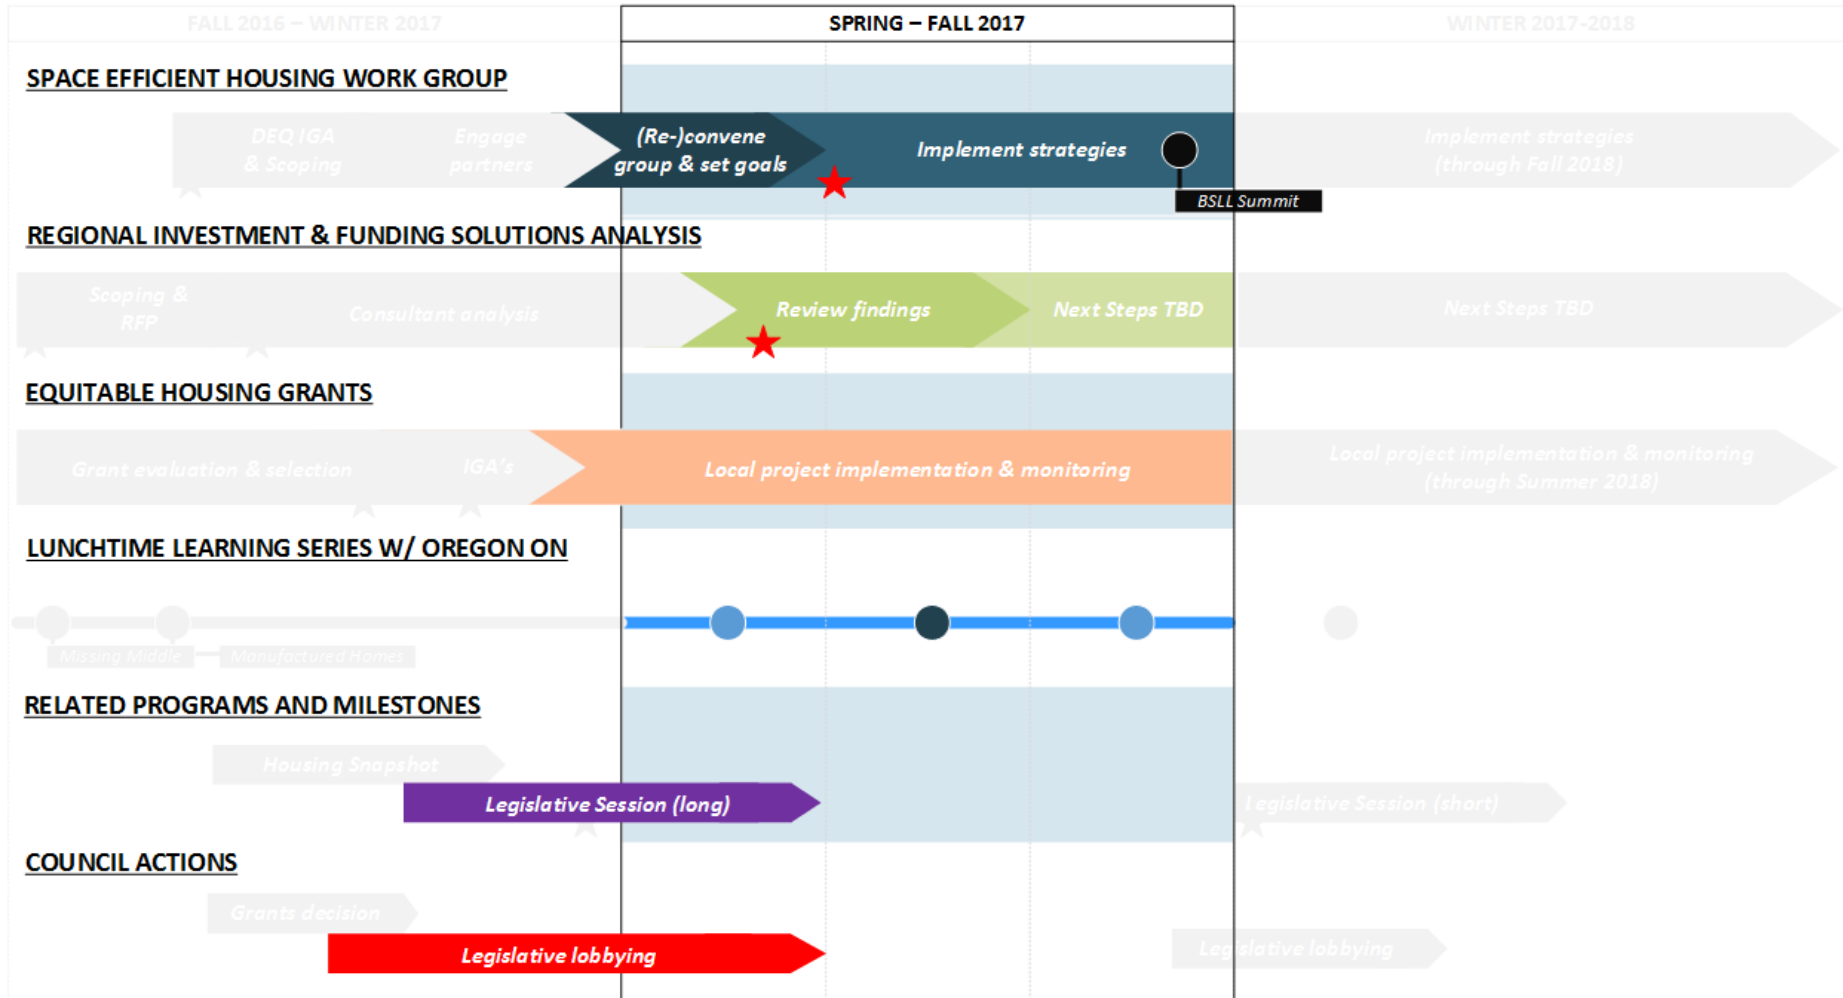 FALL 2016 – WINTER 2017
SPRING – FALL 2017
WINTER 2017-2018
SPACE EFFICIENT HOUSING WORK GROUP
DEQ IGA
& Scoping
Engage
partners
(Re-)convene
group & set goals
Implement strategies
Implement strategies
(through Fall 2018)
BSLL Summit
REGIONAL INVESTMENT & FUNDING SOLUTIONS ANALYSIS
Scoping &
RFP
Consultant analysis
Review findings
Next Steps TBD
Next Steps TBD
EQUITABLE HOUSING GRANTS
Grant evaluation & selection
IGA's
Local project implementation & monitoring
Local project implementation & monitoring
(through Summer 2018)
LUNCHTIME LEARNING SERIES W/ OREGON ON
Missing Middle
Manufactured Homes
RELATED PROGRAMS AND MILESTONES
Housing Snapshot
Legislative Session (long)
Legislative Session (short)
COUNCIL ACTIONS
Grants decision
Legislative lobbying
Legislative lobbying